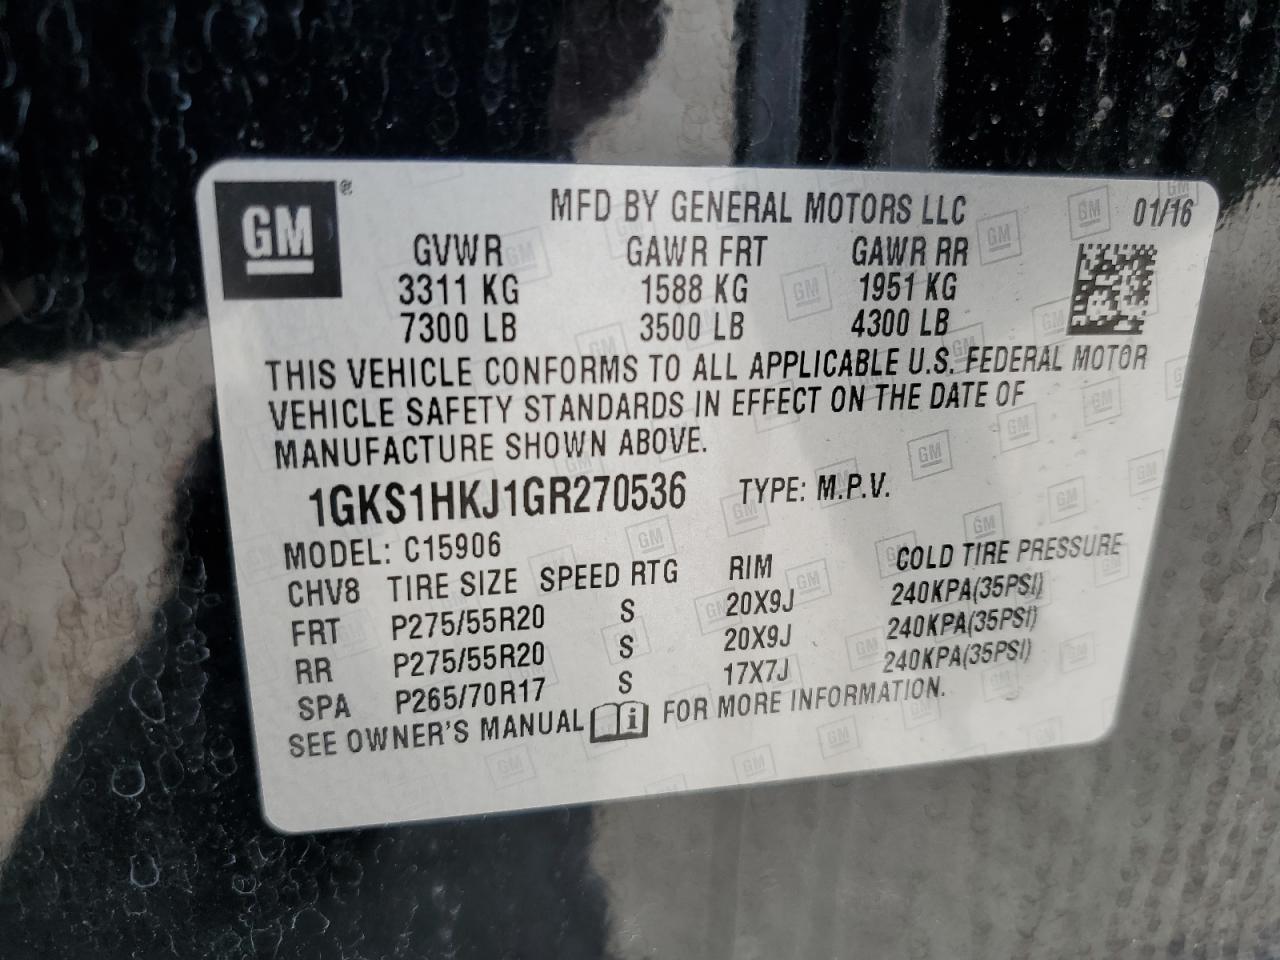 GM ®
MFD BY GENERAL MOTORS LLC 01/16
GVWR GAWR FRT GAWR RR
3311 KG 1588 KG 1951 KG
7300 LB 3500 LB 4300 LB
THIS VEHICLE CONFORMS TO ALL APPLICABLE U.S. FEDERAL MOTOR
VEHICLE SAFETY STANDARDS IN EFFECT ON THE DATE OF
MANUFACTURE SHOWN ABOVE.
1GKS1HKJ1GR270536 TYPE: M.P.V.
MODEL: C15906
CHV8 TIRE SIZE SPEED RTG RIM COLD TIRE PRESSURE
FRT P275/55R20 S 20X9J 240KPA(35PSI)
RR P275/55R20 S 20X9J 240KPA(35PSI)
SPA P265/70R17 S 17X7J 240KPA(35PSI)
SEE OWNER'S MANUAL i FOR MORE INFORMATION.